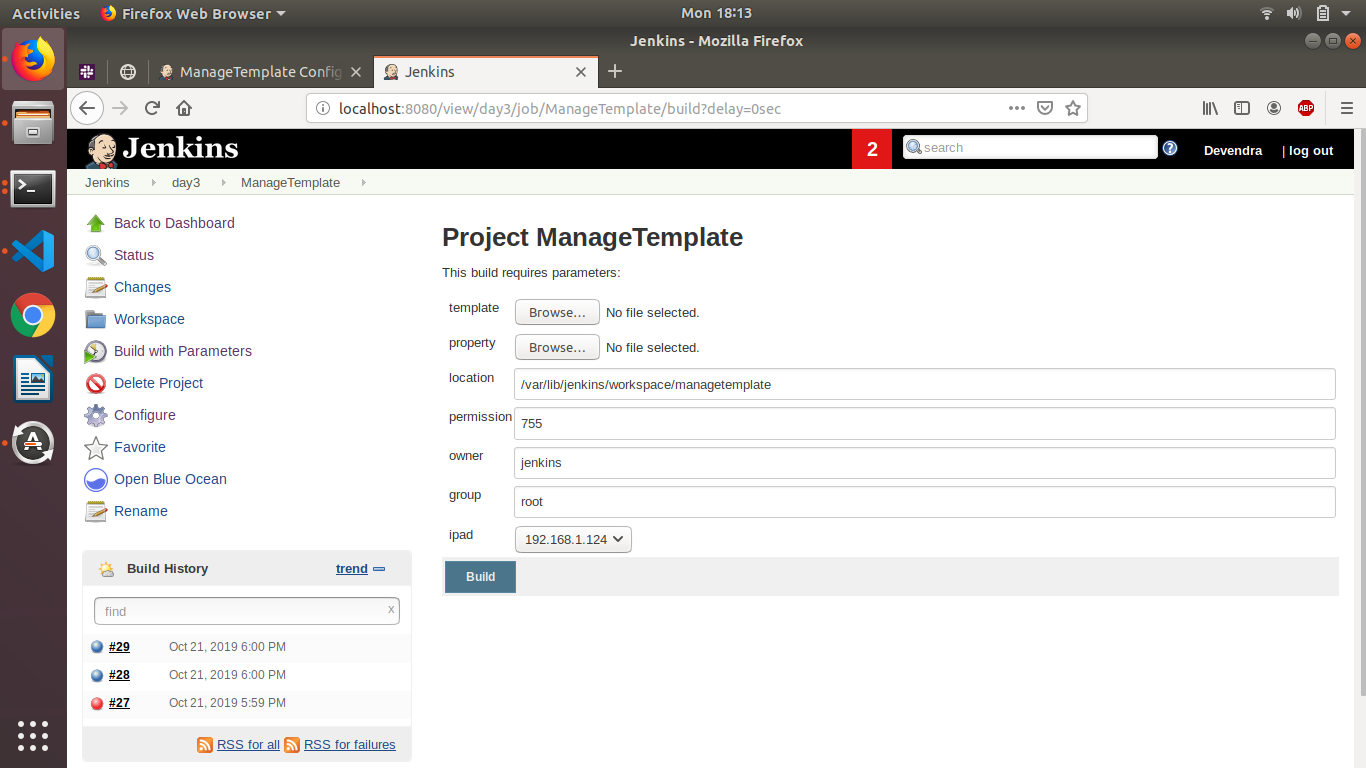 Activities Firefox Web Browser Mon 18:13
Jenkins - Mozilla Firefox
ManageTemplate Config Jenkins
localhost:8080/view/day3/job/ManageTemplate/build?delay=0sec ABP
Jenkins 2 search Devendra | log out
Jenkins day3 ManageTemplate
Back to Dashboard
Status
Changes
Workspace
Build with Parameters
Delete Project
Configure
Favorite
Open Blue Ocean
Rename
Build History trend
find x
#29 Oct 21, 2019 6:00 PM
#28 Oct 21, 2019 6:00 PM
#27 Oct 21, 2019 5:59 PM
RSS for all RSS for failures
Project ManageTemplate
This build requires parameters:
template Browse... No file selected.
property Browse... No file selected.
location /var/lib/jenkins/workspace/managetemplate
permission 755
owner jenkins
group root
ipad 192.168.1.124
Build